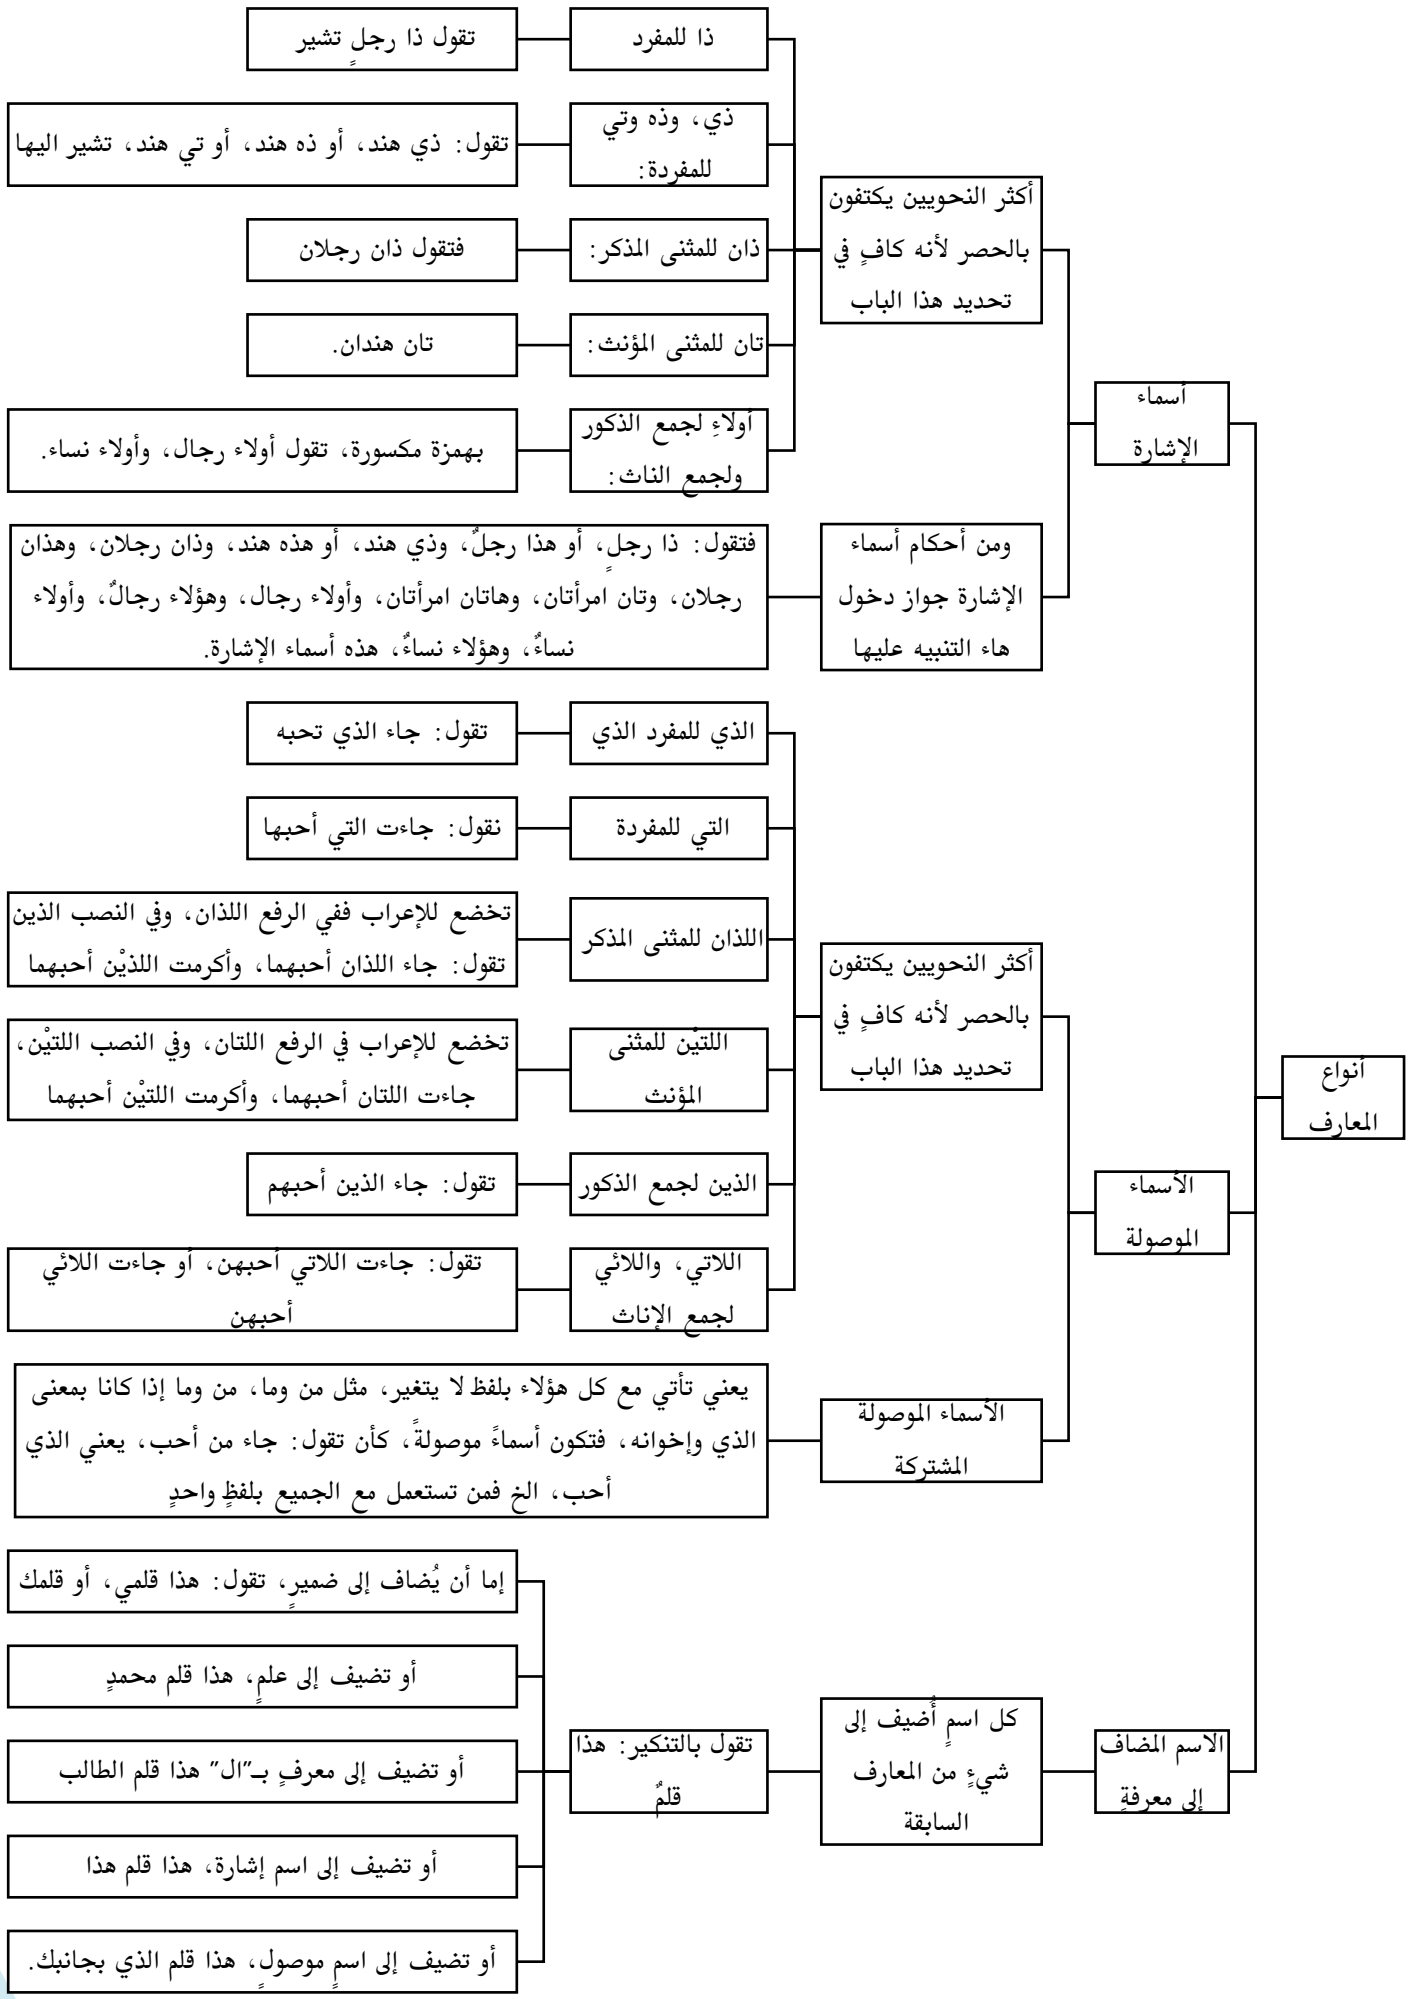 أنواع
المعارف
أسماء
الإشارة
أكثر النحويين يكتفون
بالحصر لأنه كافٍ في
تحديد هذا الباب
ذا للمفرد
تقول ذا رجلٍ تشير
ذي، وذه وتي
للمفردة:
تقول: ذي هند، أو ذه هند، أو تي هند، تشير اليها
ذان للمثنى المذكر:
فتقول ذان رجلان
تان للمثنى المؤنث:
تان هندان.
أولاءِ لجمع الذكور
ولجمع الناث:
بهمزة مكسورة، تقول أولاء رجال، وأولاء نساء.
ومن أحكام أسماء
الإشارة جواز دخول
هاء التنبيه عليها
فتقول: ذا رجلٍ، أو هذا رجلٌ، وذي هند، أو هذه هند، وذان رجلان، وهذان
رجلان، وتان امرأتان، وهاتان امرأتان، وأولاء رجال، وهؤلاء رجالٌ، وأولاء
نساءٌ، وهؤلاء نساءٌ، هذه أسماء الإشارة.
الأسماء
الموصولة
أكثر النحويين يكتفون
بالحصر لأنه كافٍ في
تحديد هذا الباب
الذي للمفرد الذي
تقول: جاء الذي تحبه
التي للمفردة
نقول: جاءت التي أحبها
اللذان للمثنى المذكر
تخضع للإعراب ففي الرفع اللذان، وفي النصب الذين
تقول: جاء اللذان أحبهما، وأكرمت اللذيْن أحبهما
اللتيْن للمثنى
المؤنث
تخضع للإعراب في الرفع اللتان، وفي النصب اللتيْن،
جاءت اللتان أحبهما، وأكرمت اللتيْن أحبهما
الذين لجمع الذكور
تقول: جاء الذين أحبهم
اللاتي، واللائي
لجمع الإناث
تقول: جاءت اللاتي أحبهن، أو جاءت اللائي
أحبهن
الأسماء الموصولة
المشتركة
يعني تأتي مع كل هؤلاء بلفظ لا يتغير، مثل من وما، من وما إذا كانا بمعنى
الذي وإخوانه، فتكون أسماءً موصولةً، كأن تقول: جاء من أحب، يعني الذي
أحب، الخ فمن تستعمل مع الجميع بلفظٍ واحدٍ
الاسم المضاف
إلى معرفةٍ
كل اسمٍ أُضيف إلى
شيءٍ من المعارف
السابقة
تقول بالتنكير: هذا
قلمٌ
إما أن يُضاف إلى ضميرٍ، تقول: هذا قلمي، أو قلمك
أو تضيف إلى علمٍ، هذا قلم محمدٍ
أو تضيف إلى معرفٍ بـ"ال" هذا قلم الطالب
أو تضيف إلى اسم إشارة، هذا قلم هذا
أو تضيف إلى اسمٍ موصولٍ، هذا قلم الذي بجانبك.